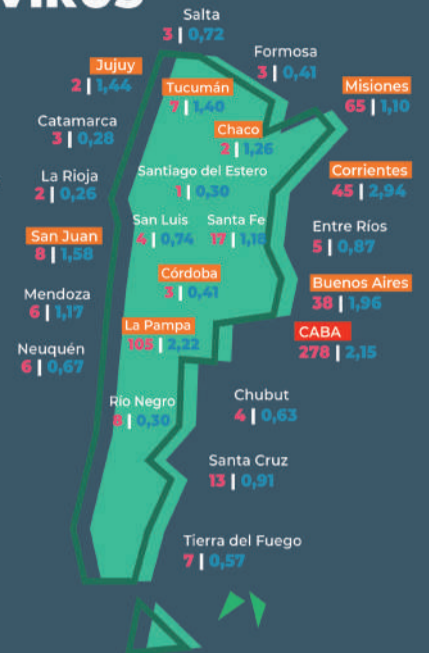 VIRUS
Salta
3 | 0,72
Formosa
3 | 0,41
Jujuy
2 | 1,44
Tucumán
7 | 1,40
Misiones
65 | 1,10
Catamarca
3 | 0,28
Chaco
2 | 1,26
La Rioja
2 | 0,26
Santiago del Estero
1 | 0,30
Corrientes
45 | 2,94
San Luis
4 | 0,74
Santa Fe
17 | 1,18
Entre Ríos
5 | 0,87
San Juan
8 | 1,58
Córdoba
3 | 0,41
Buenos Aires
38 | 1,96
Mendoza
6 | 1,17
La Pampa
105 | 2,22
CABA
278 | 2,15
Neuquén
6 | 0,67
Río Negro
8 | 0,30
Chubut
4 | 0,63
Santa Cruz
13 | 0,91
Tierra del Fuego
7 | 0,57